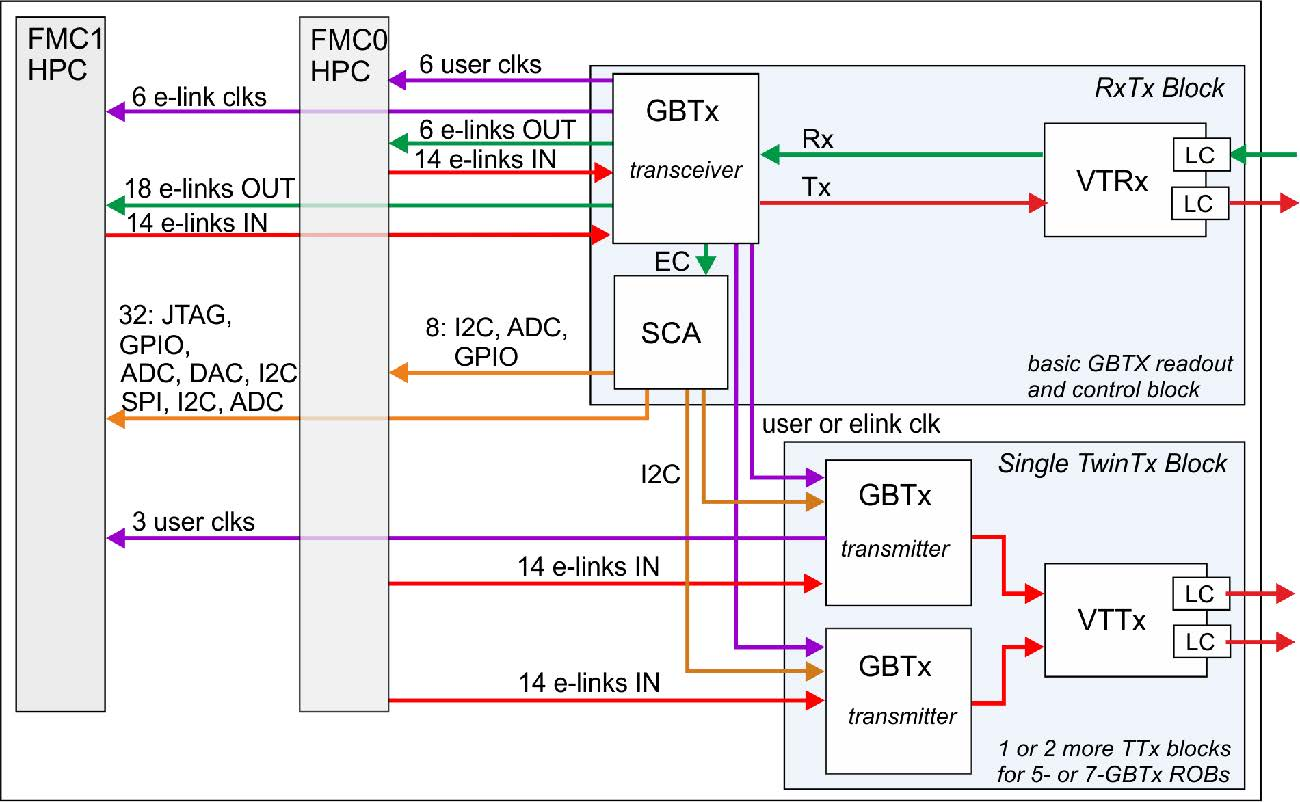 FMC1
HPC
FMC0
HPC
6 user clks
6 e-link clks
6 e-links OUT
14 e-links IN
18 e-links OUT
14 e-links IN
GBTx
transceiver
RxTx Block
Rx
Tx
VTRx
LC
LC
EC
SCA
32: JTAG,
GPIO,
ADC, DAC, I2C
SPI, I2C, ADC
8: I2C, ADC,
GPIO
basic GBTX readout
and control block
user or elink clk
I2C
Single TwinTx Block
GBTx
transmitter
3 user clks
14 e-links IN
VTTx
LC
LC
GBTx
transmitter
14 e-links IN
1 or 2 more TTx blocks
for 5- or 7-GBTx ROBs